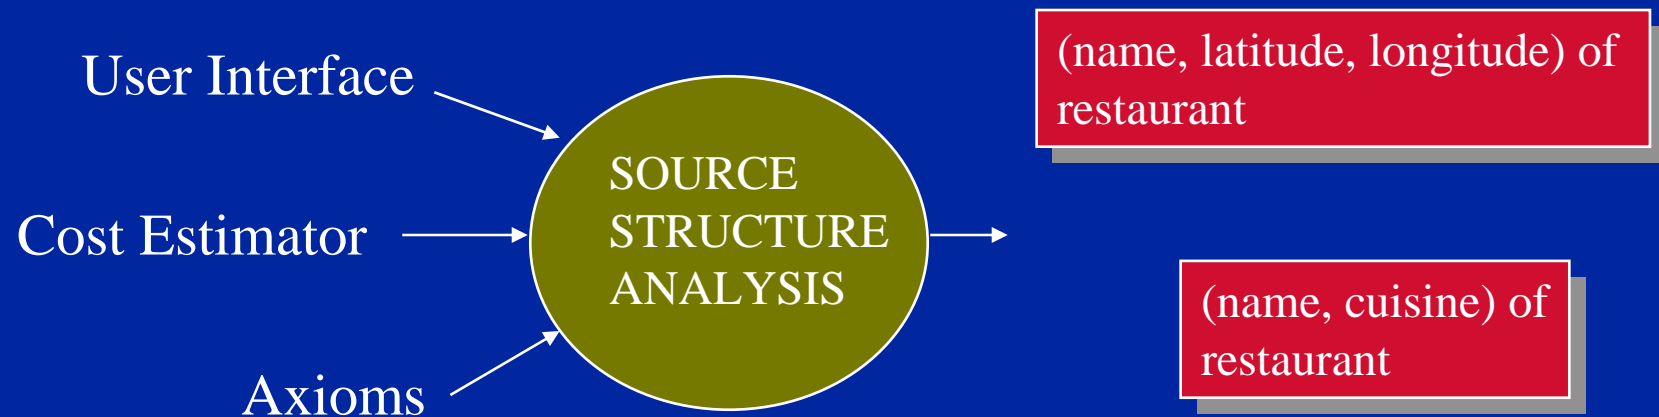 User Interface
Cost Estimator
Axioms
SOURCE
STRUCTURE
ANALYSIS
(name, latitude, longitude) of
restaurant
(name, cuisine) of
restaurant